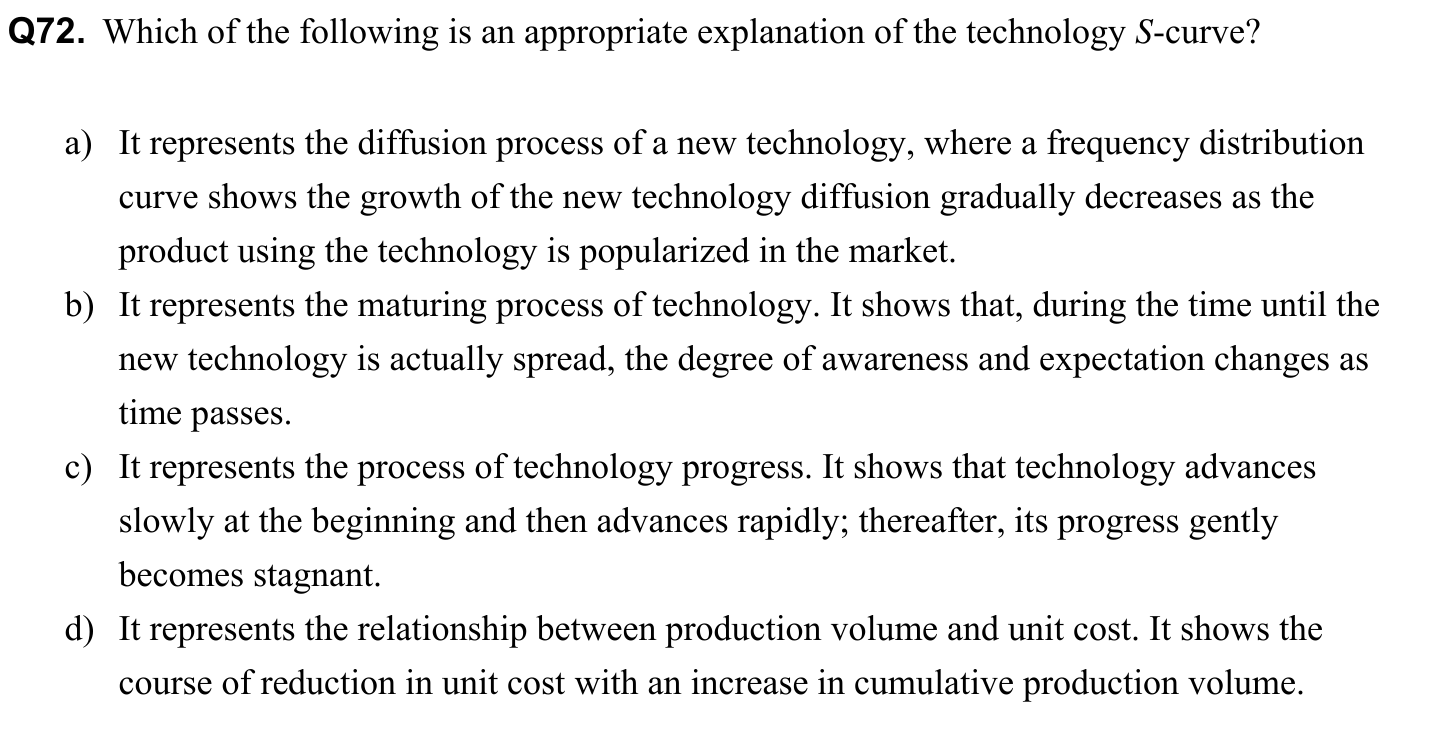 Q72. Which of the following is an appropriate explanation of the technology S-curve?
a) It represents the diffusion process of a new technology, where a frequency distribution
curve shows the growth of the new technology diffusion gradually decreases as the
product using the technology is popularized in the market.
b) It represents the maturing process of technology. It shows that, during the time until the
new technology is actually spread, the degree of awareness and expectation changes as
time passes.
c) It represents the process of technology progress. It shows that technology advances
slowly at the beginning and then advances rapidly; thereafter, its progress gently
becomes stagnant.
d) It represents the relationship between production volume and unit cost. It shows the
course of reduction in unit cost with an increase in cumulative production volume.